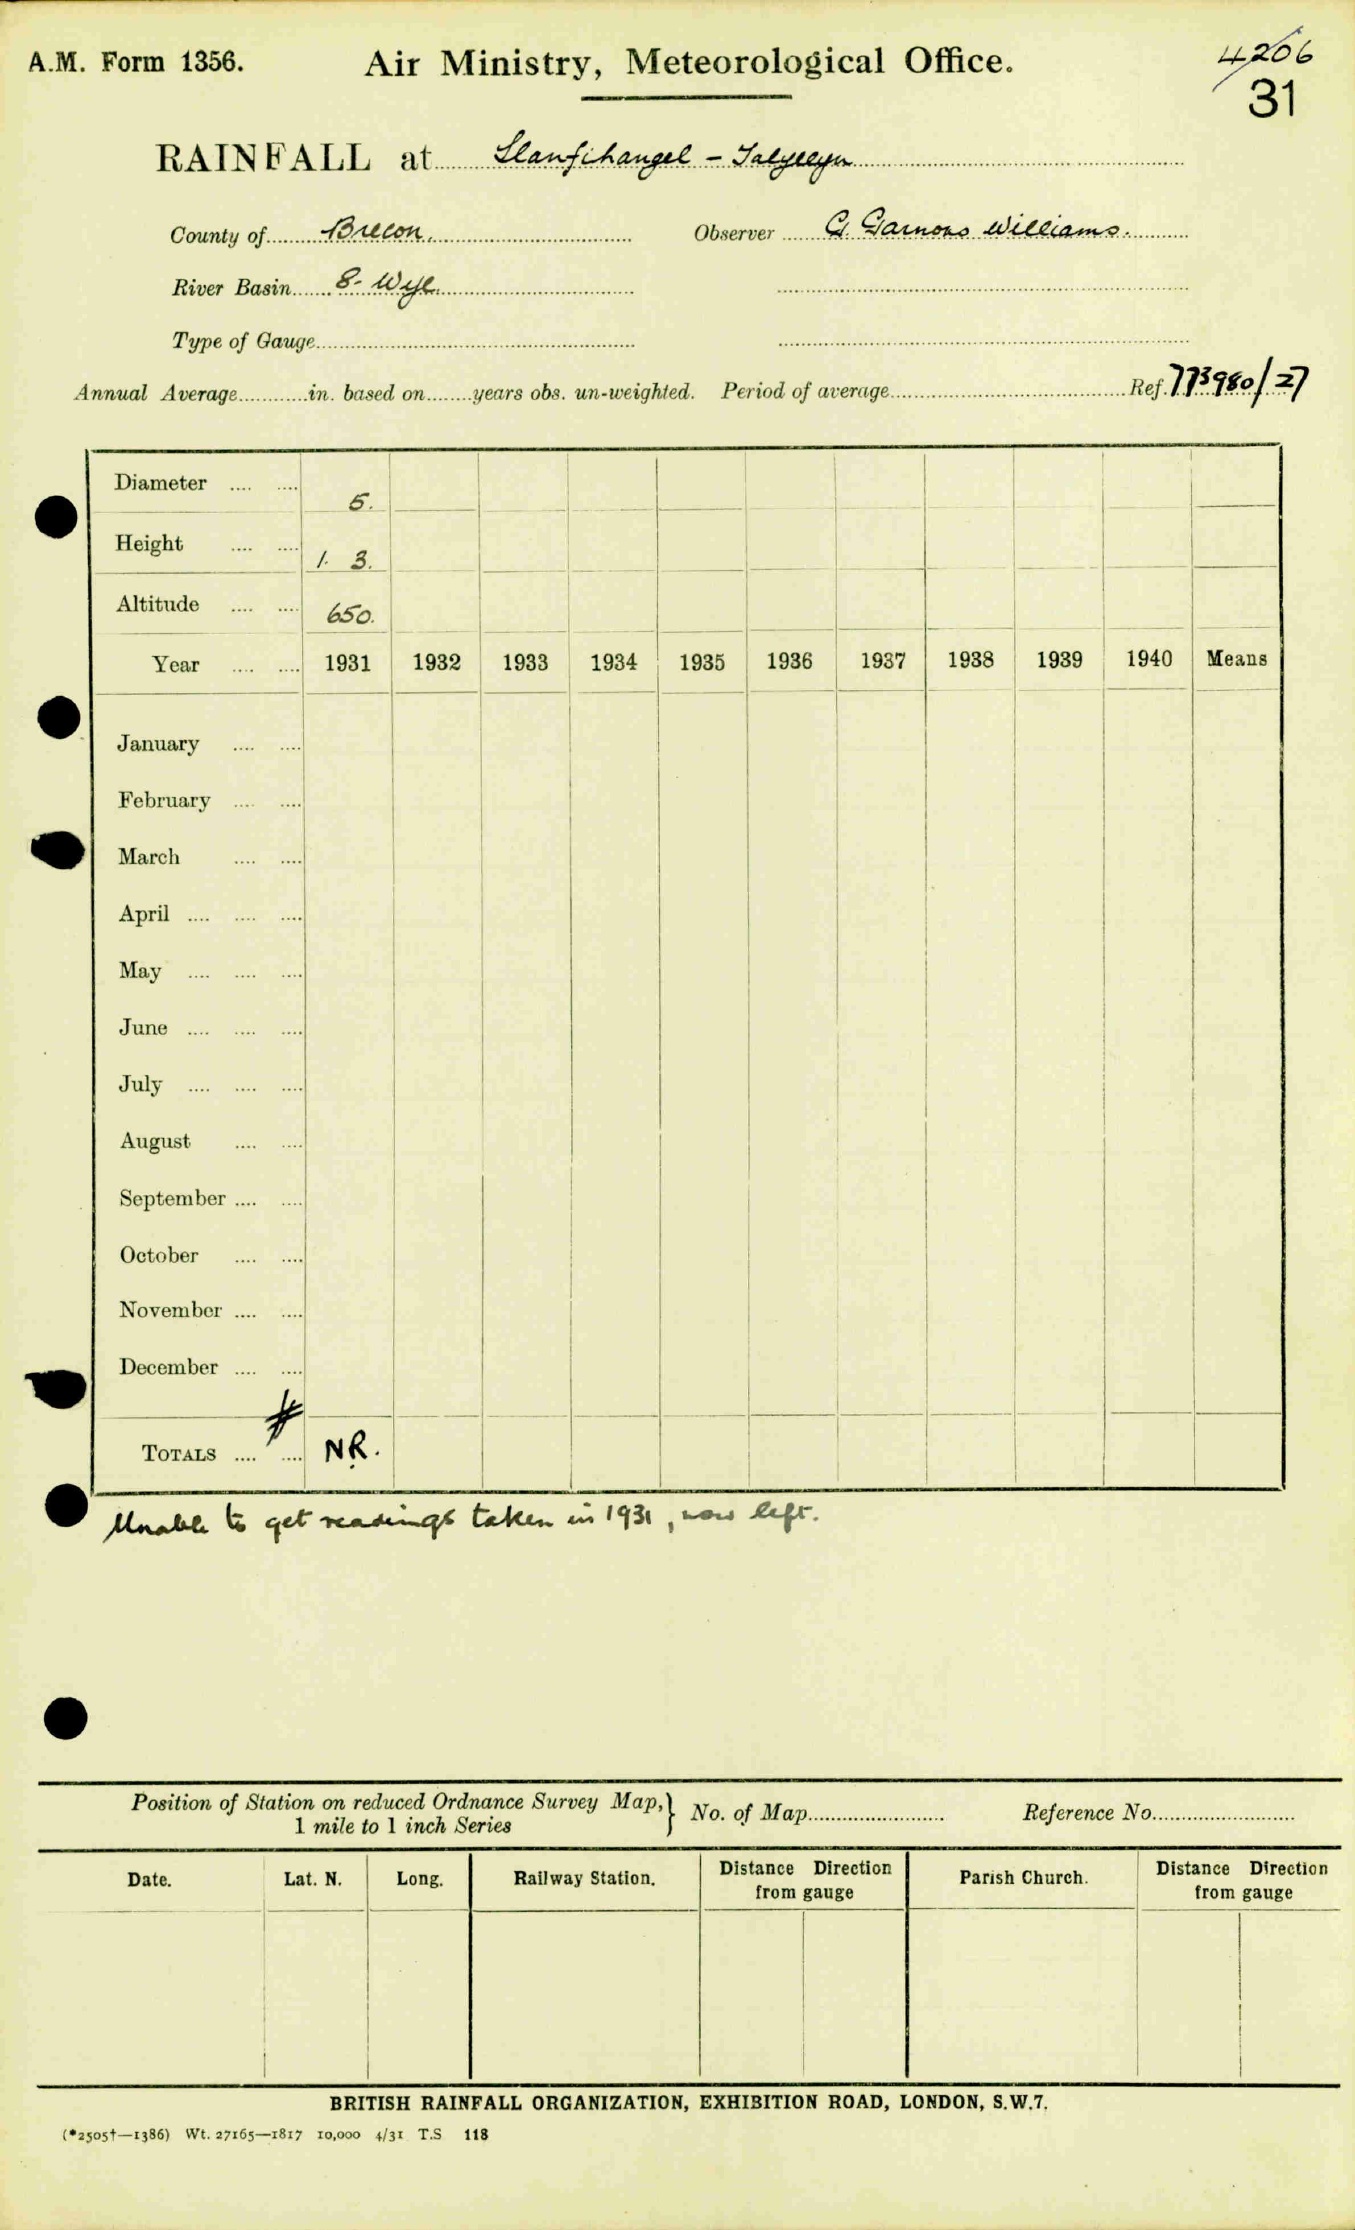 A.M. Form 1356.
Air Ministry, Meteorological Office.
4206
31
RAINFALL at Llanfihangel - Talyllyn
County of Brecon.
Observer G. Garnons Williams.
River Basin 8- Wye.
Type of Gauge
Annual Average in. based on years obs. un-weighted. Period of average Ref. 773980/27
Diameter 5.
Height 1. 3.
Altitude 650.
Year 1931 1932 1933 1934 1935 1936 1937 1938 1939 1940 Means
January
February
March
April
May
June
July
August
September
October
November
December
TOTALS NR.
Unable to get readings taken in 1931, now left.
Position of Station on reduced Ordnance Survey Map,} No. of Map Reference No.
1 mile to 1 inch Series
Date. Lat. N. Long. Railway Station. Distance Direction from gauge Parish Church. Distance Direction from gauge
BRITISH RAINFALL ORGANIZATION, EXHIBITION ROAD, LONDON, S.W.7.
(*2505†—1386) Wt. 27165—1817 10,000 4/31 T.S 118